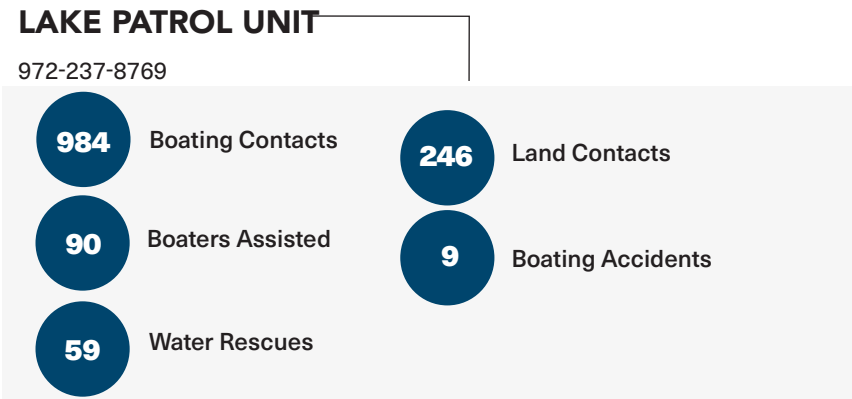 LAKE PATROL UNIT
972-237-8769
984 Boating Contacts
246 Land Contacts
90 Boaters Assisted
9 Boating Accidents
59 Water Rescues